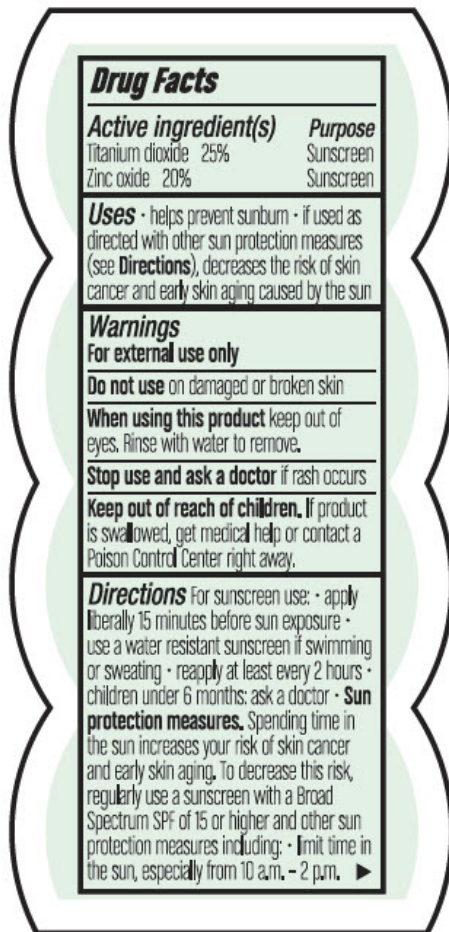 Drug Facts
Active ingredient(s) Purpose
Titanium dioxide 25% Sunscreen
Zinc oxide 20% Sunscreen
Uses • helps prevent sunburn • if used as
directed with other sun protection measures
(see Directions), decreases the risk of skin
cancer and early skin aging caused by the sun
Warnings
For external use only
Do not use on damaged or broken skin
When using this product keep out of
eyes. Rinse with water to remove.
Stop use and ask a doctor if rash occurs
Keep out of reach of children. If product
is swallowed, get medical help or contact a
Poison Control Center right away.
Directions For sunscreen use: • apply
liberally 15 minutes before sun exposure •
use a water resistant sunscreen if swimming
or sweating • reapply at least every 2 hours •
children under 6 months: ask a doctor • Sun
protection measures. Spending time in
the sun increases your risk of skin cancer
and early skin aging. To decrease this risk,
regularly use a sunscreen with a Broad
Spectrum SPF of 15 or higher and other sun
protection measures including: • limit time in
the sun, especially from 10 a.m. – 2 p.m. ▶